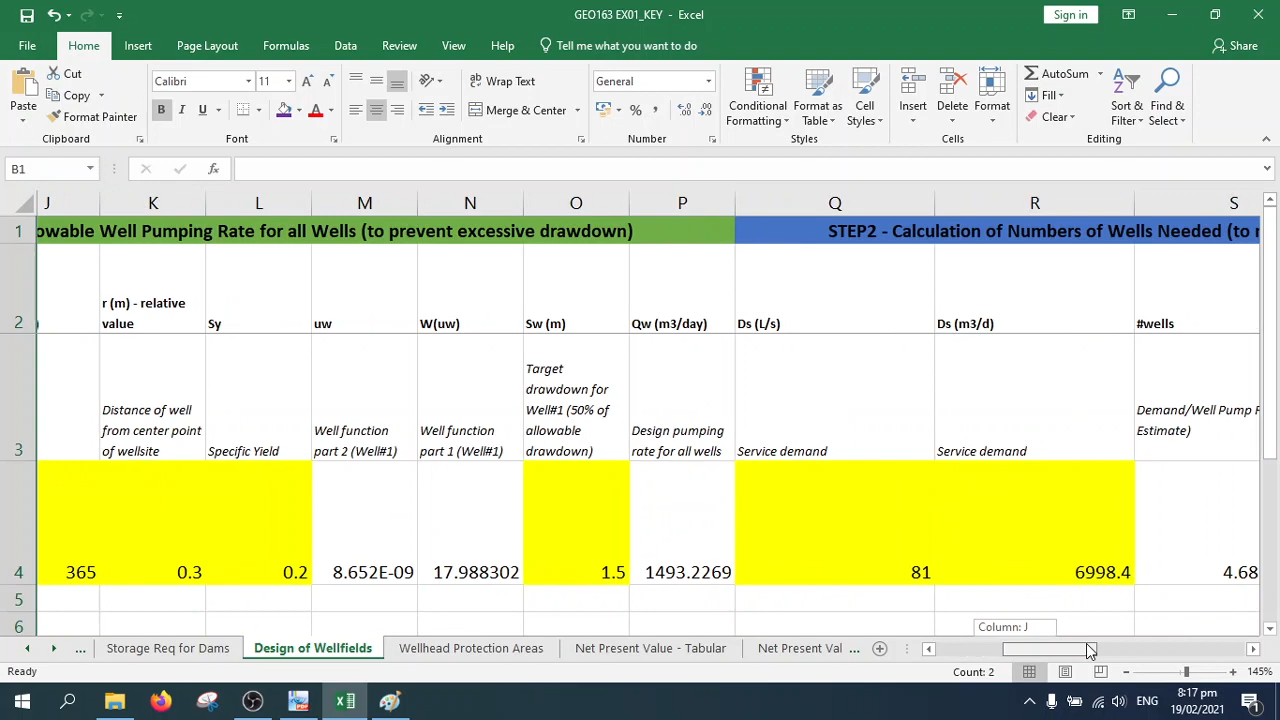 GEO163 EX01_KEY - Excel
Sign in
File Home Insert Page Layout Formulas Data Review View Help Tell me what you want to do Share
Paste Cut Copy Format Painter
Clipboard
Calibri 11
B I U
Font
Wrap Text
Merge & Center
Alignment
General
Number
Conditional Formatting
Format as Table
Cell Styles
Styles
Insert Delete Format
Cells
AutoSum
Fill
Clear
Sort & Filter
Find & Select
Editing
B1
fx
J K L M N O P Q R S
1 owable Well Pumping Rate for all Wells (to prevent excessive drawdown) STEP2 - Calculation of Numbers of Wells Needed (to
2 ) r (m) - relative value Sy uw W(uw) Sw (m) Qw (m3/day) Ds (L/s) Ds (m3/d) #wells
3 Distance of well from center point of wellsite Specific Yield Well function part 2 (Well#1) Well function part 1 (Well#1) Target drawdown for Well#1 (50% of allowable drawdown) Design pumping rate for all wells Service demand Service demand Demand/Well Pump Estimate)
4 365 0.3 0.2 8.652E-09 17.988302 1.5 1493.2269 81 6998.4 4.68
5
6
Column: J
... Storage Req for Dams Design of Wellfields Wellhead Protection Areas Net Present Value - Tabular Net Present Val ...
Ready Count: 2 145%
ENG 8:17 pm 19/02/2021 1